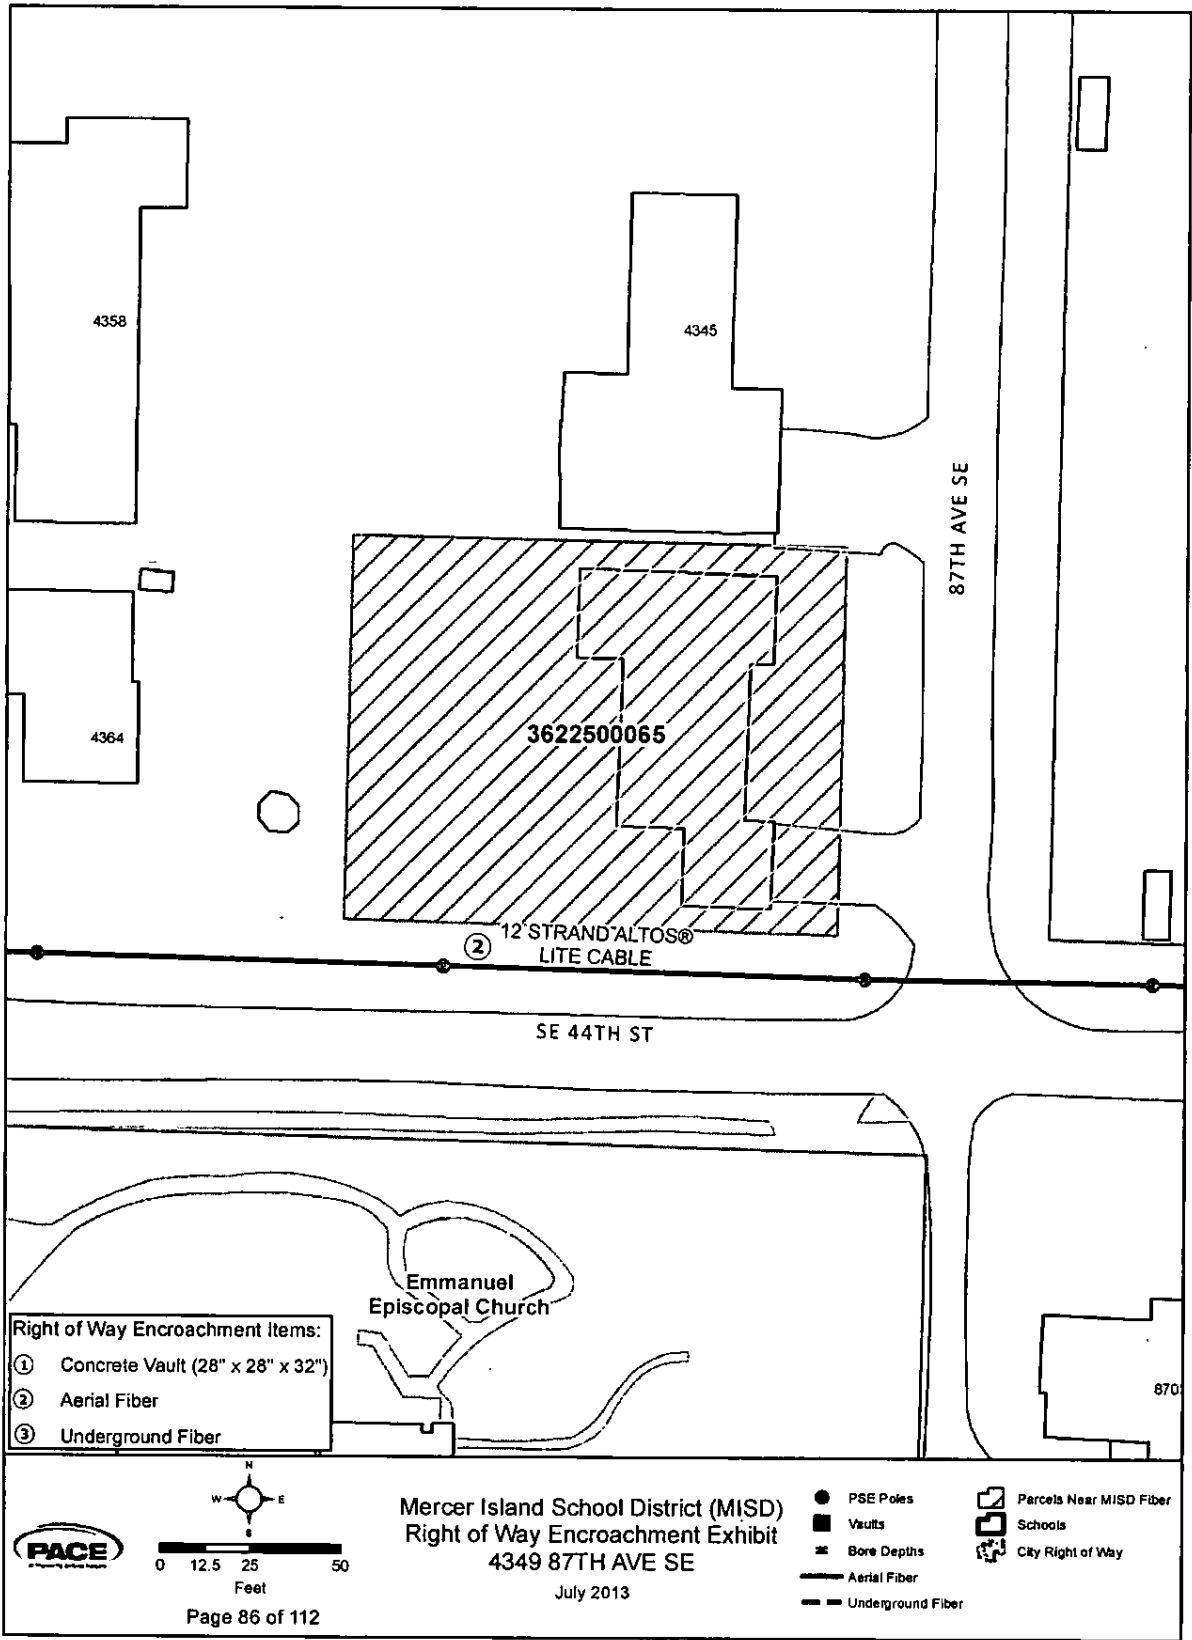 4358
4345
87TH AVE SE
3622500065
4364
② 12 STRAND ALTOS®
LITE CABLE
SE 44TH ST
Emmanuel
Episcopal Church
Right of Way Encroachment Items:
① Concrete Vault (28" x 28" x 32")
② Aerial Fiber
③ Underground Fiber
870
N
W E
S
PACE
0 12.5 25 50
Feet
Page 86 of 112
Mercer Island School District (MISD)
Right of Way Encroachment Exhibit
4349 87TH AVE SE
July 2013
PSE Poles
Vaults
Bore Depths
Aerial Fiber
Underground Fiber
Parcels Near MISD Fiber
Schools
City Right of Way